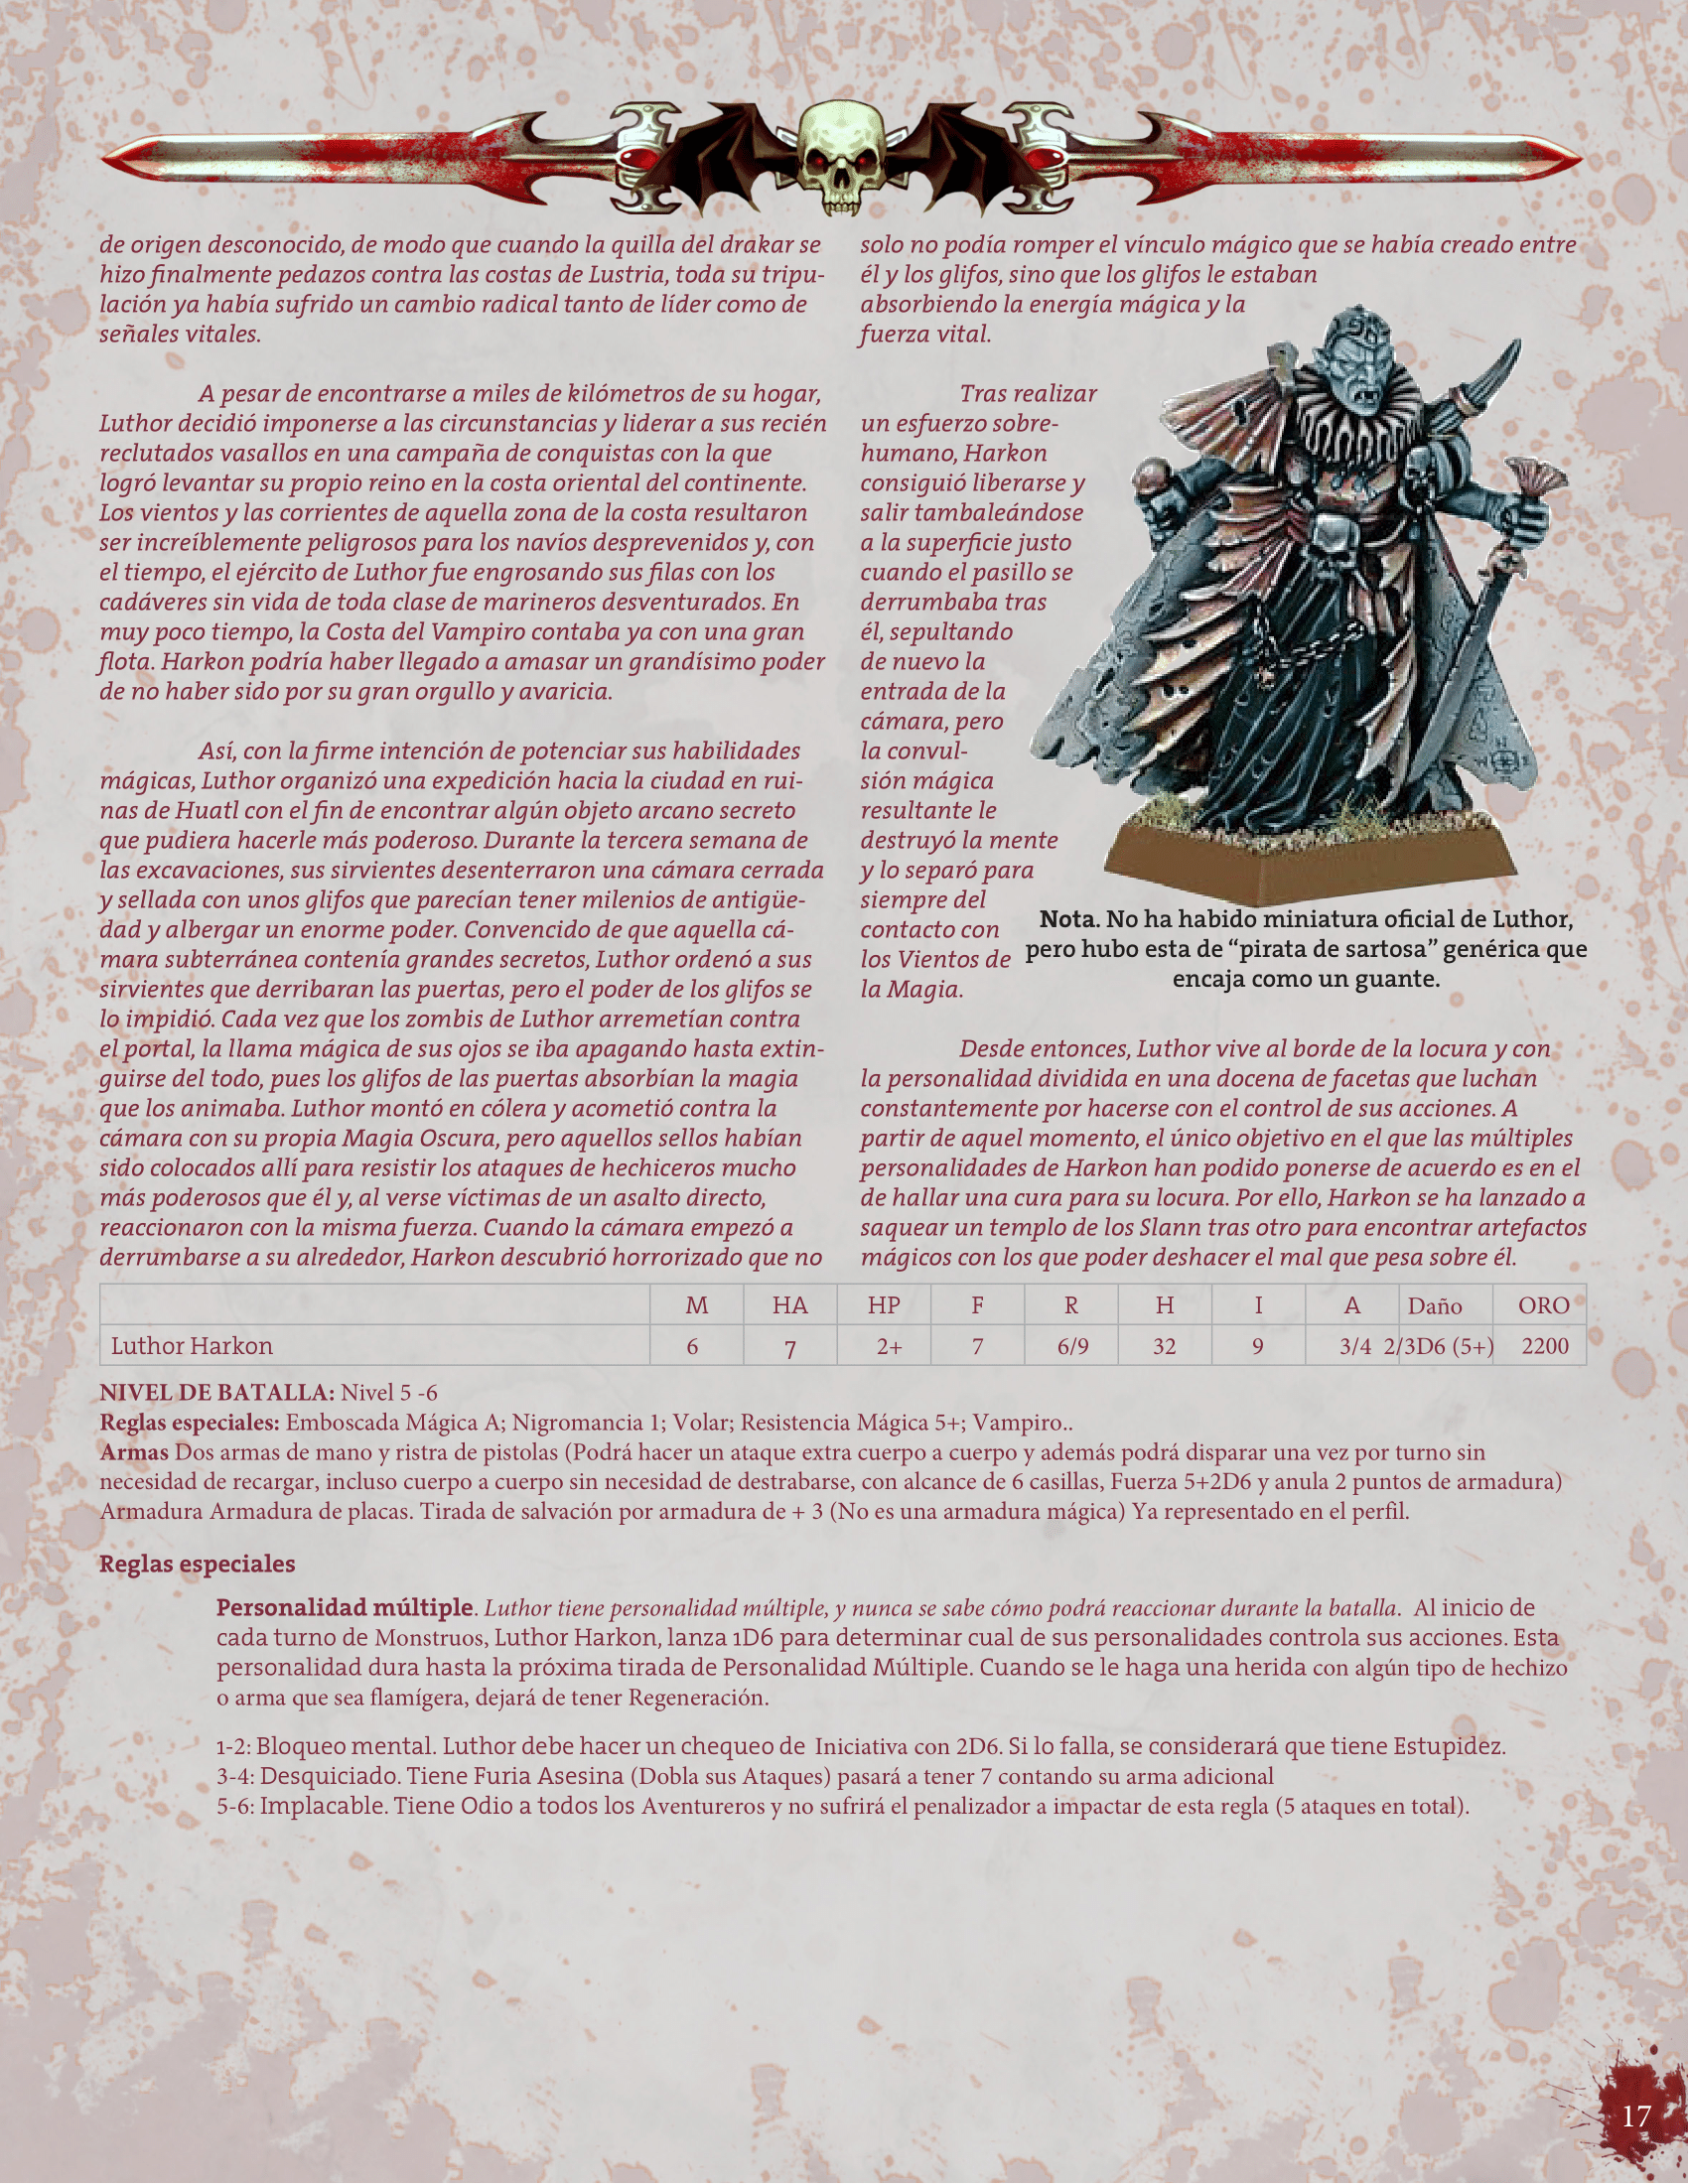 de origen desconocido, de modo que cuando la quilla del drakar se
hizo finalmente pedazos contra las costas de Lustria, toda su tripu-
lación ya había sufrido un cambio radical tanto de líder como de
señales vitales.
A pesar de encontrarse a miles de kilómetros de su hogar,
Luthor decidió imponerse a las circunstancias y liderar a sus recién
reclutados vasallos en una campaña de conquistas con la que
logró levantar su propio reino en la costa oriental del continente.
Los vientos y las corrientes de aquella zona de la costa resultaron
ser increíblemente peligrosos para los navíos desprevenidos y, con
el tiempo, el ejército de Luthor fue engrosando sus filas con los
cadáveres sin vida de toda clase de marineros desventurados. En
muy poco tiempo, la Costa del Vampiro contaba ya con una gran
flota. Harkon podría haber llegado a amasar un grandísimo poder
de no haber sido por su gran orgullo y avaricia.
Así, con la firme intención de potenciar sus habilidades
mágicas, Luthor organizó una expedición hacia la ciudad en rui-
nas de Huatl con el fin de encontrar algún objeto arcano secreto
que pudiera hacerle más poderoso. Durante la tercera semana de
las excavaciones, sus sirvientes desenterraron una cámara cerrada
y sellada con unos glifos que parecían tener milenios de antigüe-
dad y albergar un enorme poder. Convencido de que aquella cá-
mara subterránea contenía grandes secretos, Luthor ordenó a sus
sirvientes que derribaran las puertas, pero el poder de los glifos se
lo impidió. Cada vez que los zombis de Luthor arremetían contra
el portal, la llama mágica de sus ojos se iba apagando hasta extin-
guirse del todo, pues los glifos de las puertas absorbían la magia
que los animaba. Luthor montó en cólera y acometió contra la
cámara con su propia Magia Oscura, pero aquellos sellos habían
sido colocados allí para resistir los ataques de hechiceros mucho
más poderosos que él y, al verse víctimas de un asalto directo,
reaccionaron con la misma fuerza. Cuando la cámara empezó a
derrumbarse a su alrededor, Harkon descubrió horrorizado que no
solo no podía romper el vínculo mágico que se había creado entre
él y los glifos, sino que los glifos le estaban
absorbiendo la energía mágica y la
fuerza vital.
Tras realizar
un esfuerzo sobre-
humano, Harkon
consiguió liberarse y
salir tambaleándose
a la superficie justo
cuando el pasillo se
derrumbaba tras
él, sepultando
de nuevo la
entrada de la
cámara, pero
la convul-
sión mágica
resultante le
destruyó la mente
y lo separó para
siempre del
contacto con
los Vientos de
la Magia.
Nota. No ha habido miniatura oficial de Luthor,
pero hubo esta de “pirata de sartosa” genérica que
encaja como un guante.
Desde entonces, Luthor vive al borde de la locura y con
la personalidad dividida en una docena de facetas que luchan
constantemente por hacerse con el control de sus acciones. A
partir de aquel momento, el único objetivo en el que las múltiples
personalidades de Harkon han podido ponerse de acuerdo es en el
de hallar una cura para su locura. Por ello, Harkon se ha lanzado a
saquear un templo de los Slann tras otro para encontrar artefactos
mágicos con los que poder deshacer el mal que pesa sobre él.
M HA HP F R H I A Daño ORO
Luthor Harkon 6 7 2+ 7 6/9 32 9 3/4 2/3D6 (5+) 2200
NIVEL DE BATALLA: Nivel 5 -6
Reglas especiales: Emboscada Mágica A; Nigromancia 1; Volar; Resistencia Mágica 5+; Vampiro..
Armas Dos armas de mano y ristra de pistolas (Podrá hacer un ataque extra cuerpo a cuerpo y además podrá disparar una vez por turno sin
necesidad de recargar, incluso cuerpo a cuerpo sin necesidad de destrabarse, con alcance de 6 casillas, Fuerza 5+2D6 y anula 2 puntos de armadura)
Armadura Armadura de placas. Tirada de salvación por armadura de + 3 (No es una armadura mágica) Ya representado en el perfil.
Reglas especiales
Personalidad múltiple. Luthor tiene personalidad múltiple, y nunca se sabe cómo podrá reaccionar durante la batalla. Al inicio de
cada turno de Monstruos, Luthor Harkon, lanza 1D6 para determinar cual de sus personalidades controla sus acciones. Esta
personalidad dura hasta la próxima tirada de Personalidad Múltiple. Cuando se le haga una herida con algún tipo de hechizo
o arma que sea flamígera, dejará de tener Regeneración.
1-2: Bloqueo mental. Luthor debe hacer un chequeo de Iniciativa con 2D6. Si lo falla, se considerará que tiene Estupidez.
3-4: Desquiciado. Tiene Furia Asesina (Dobla sus Ataques) pasará a tener 7 contando su arma adicional
5-6: Implacable. Tiene Odio a todos los Aventureros y no sufrirá el penalizador a impactar de esta regla (5 ataques en total).
17